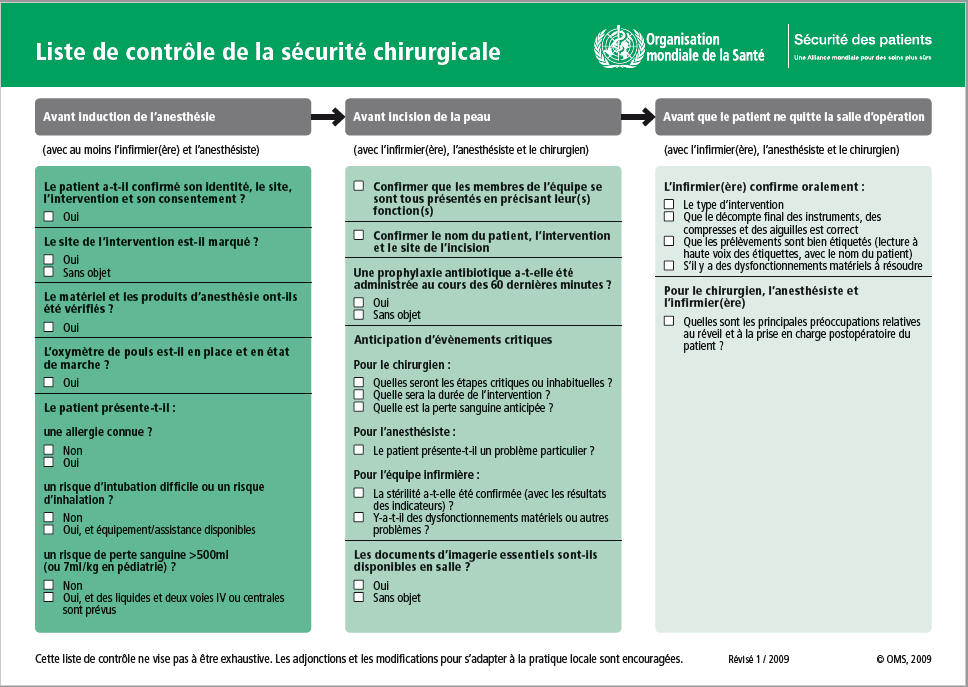 Liste de contrôle de la sécurité chirurgicale
Organisation
mondiale de la Santé
Sécurité des patients
Une Alliance mondiale pour des soins plus sûrs
Avant induction de l'anesthésie
(avec au moins l'infirmier(ère) et l'anesthésiste)
Le patient a-t-il confirmé son identité, le site,
l'intervention et son consentement ?
Oui
Le site de l'intervention est-il marqué ?
Oui
Sans objet
Le matériel et les produits d'anesthésie ont-ils
été vérifiés ?
Oui
L'oxymètre de pouls est-il en place et en état
de marche ?
Oui
Le patient présente-t-il :
une allergie connue ?
Non
Oui
un risque d'intubation difficile ou un risque
d'inhalation ?
Non
Oui, et équipement/assistance disponibles
un risque de perte sanguine >500ml
(ou 7ml/kg en pédiatrie) ?
Non
Oui, et des liquides et deux voies IV ou centrales
sont prévus
Avant incision de la peau
(avec l'infirmier(ère), l'anesthésiste et le chirurgien)
Confirmer que les membres de l'équipe se
sont tous présentés en précisant leur(s)
fonction(s)
Confirmer le nom du patient, l'intervention
et le site de l'incision
Une prophylaxie antibiotique a-t-elle été
administrée au cours des 60 dernières minutes ?
Oui
Sans objet
Anticipation d'évènements critiques
Pour le chirurgien :
Quelles seront les étapes critiques ou inhabituelles ?
Quelle sera la durée de l'intervention ?
Quelle est la perte sanguine anticipée ?
Pour l'anesthésiste :
Le patient présente-t-il un problème particulier ?
Pour l'équipe infirmière :
La stérilité a-t-elle été confirmée (avec les résultats
des indicateurs) ?
Y-a-t-il des dysfonctionnements matériels ou autres
problèmes ?
Les documents d'imagerie essentiels sont-ils
disponibles en salle ?
Oui
Sans objet
Avant que le patient ne quitte la salle d'opération
(avec l'infirmier(ère), l'anesthésiste et le chirurgien)
L'infirmier(ère) confirme oralement :
Le type d'intervention
Que le décompte final des instruments, des
compresses et des aiguilles est correct
Que les prélèvements sont bien étiquetés (lecture à
haute voix des étiquettes, avec le nom du patient)
S'il y a des dysfonctionnements matériels à résoudre
Pour le chirurgien, l'anesthésiste et
l'infirmier(ère)
Quelles sont les principales préoccupations relatives
au réveil et à la prise en charge postopératoire du
patient ?
Cette liste de contrôle ne vise pas à être exhaustive. Les adjonctions et les modifications pour s'adapter à la pratique locale sont encouragées.
Révisé 1 / 2009
© OMS, 2009